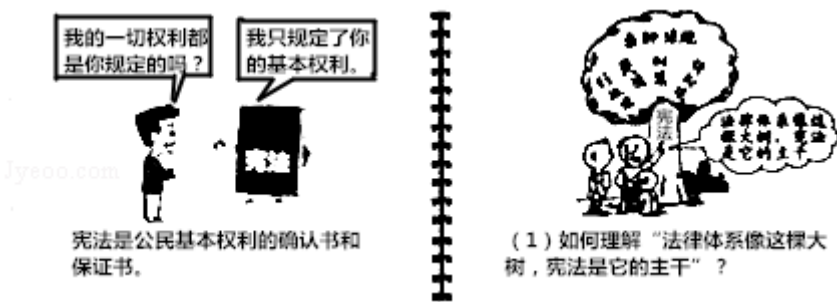 我的一切权利都
是你规定的吗？
我只规定了你
的基本权利。
宪法
Jyeoo.com
宪法是公民基本权利的确认书和
保证书。
宪法
（1）如何理解“法律体系像这棵大
树，宪法是它的主干”？